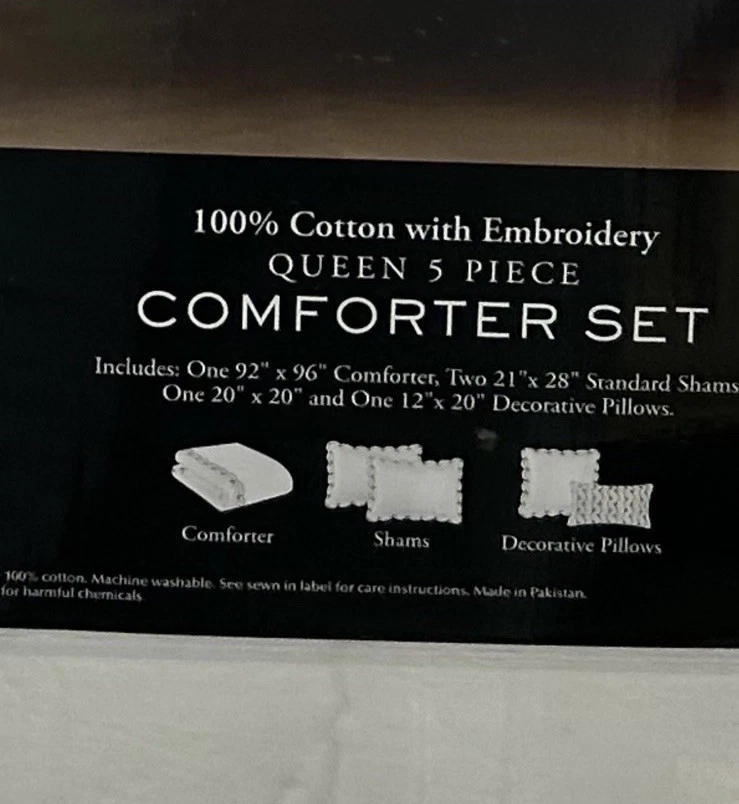 100% Cotton with Embroidery
QUEEN 5 PIECE
COMFORTER SET
Includes: One 92" x 96" Comforter, Two 21"x 28" Standard Shams
One 20" x 20" and One 12"x 20" Decorative Pillows.
Comforter
Shams
Decorative Pillows
100% cotton. Machine washable. See sewn in label for care instructions. Made in Pakistan.
for harmful chemicals